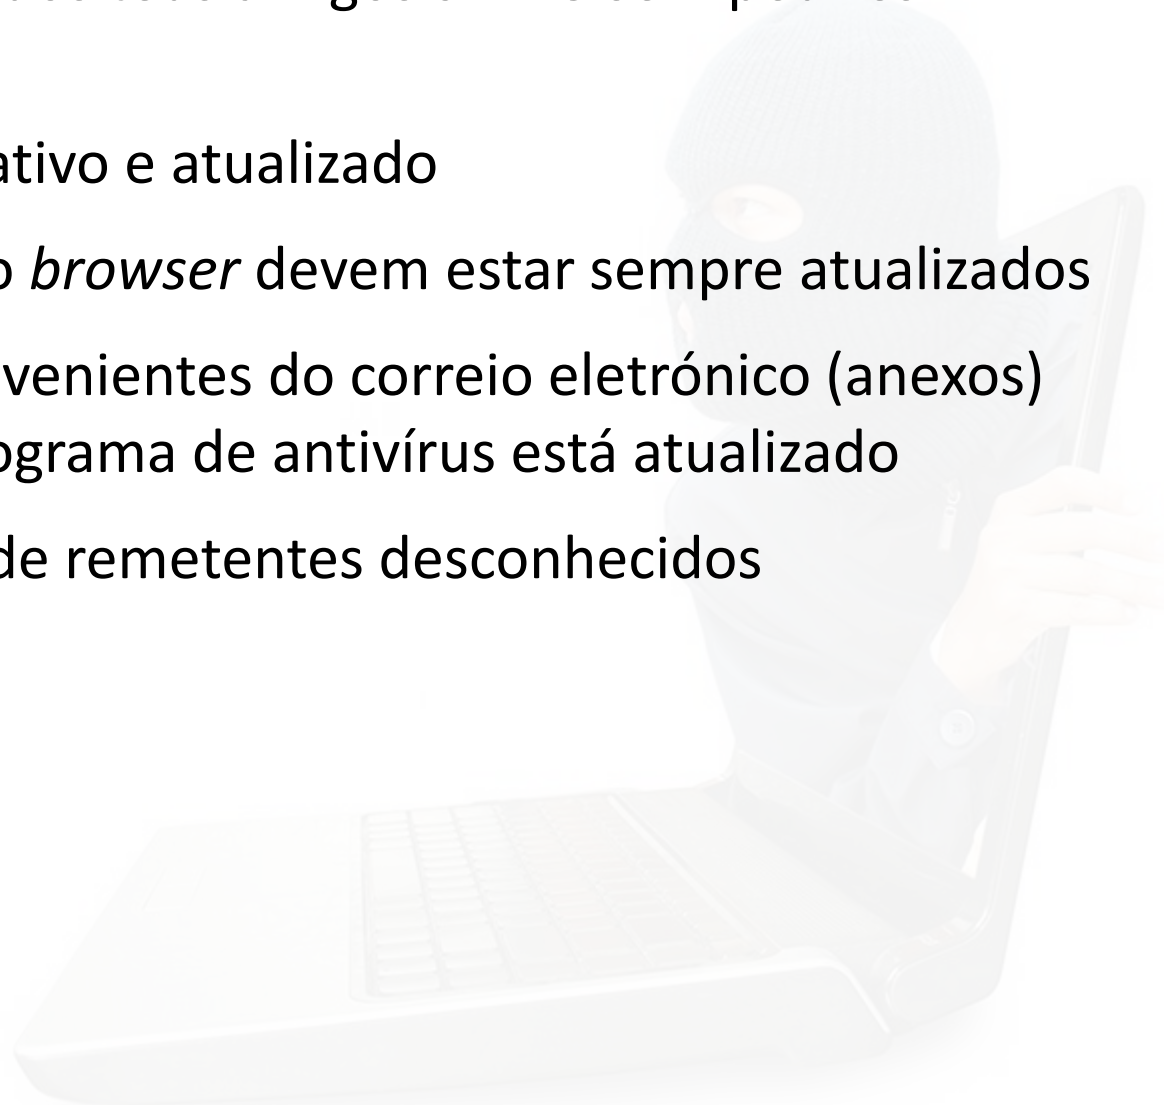 ativo e atualizado
o browser devem estar sempre atualizados
venientes do correio eletrónico (anexos)
ograma de antivírus está atualizado
de remetentes desconhecidos